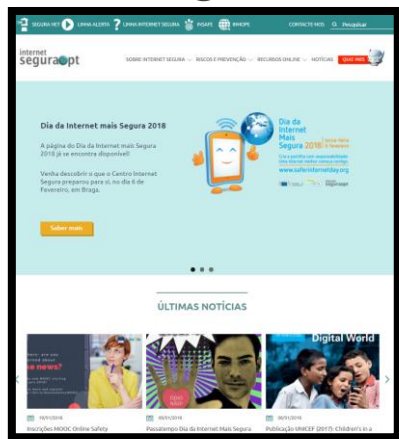 SEGURA NET LINHA ALERTA LINHA INTERNET SEGURA INSAFE INHOPE CONTACTE-NOS Pesquisar
internet
segura pt
SOBRE INTERNET SEGURA RISCOS E PREVENÇÃO RECURSOS ONLINE NOTÍCIAS
Dia da Internet mais Segura 2018
A página do Dia da Internet mais Segura
2018 já se encontra disponível!
Venha descobrir o que o Centro Internet
Segura preparou para si, no dia 6 de
Fevereiro, em Braga.
Saber mais
Dia da
Internet
Mais
Segura 2018
www.saferinternetday.org
ÚLTIMAS NOTÍCIAS
news?
Digital World
Inscrições MOOC Online Safety
Passatempo Dia da Internet Mais Segura
Publicação UNICEF (2017): Children's in a